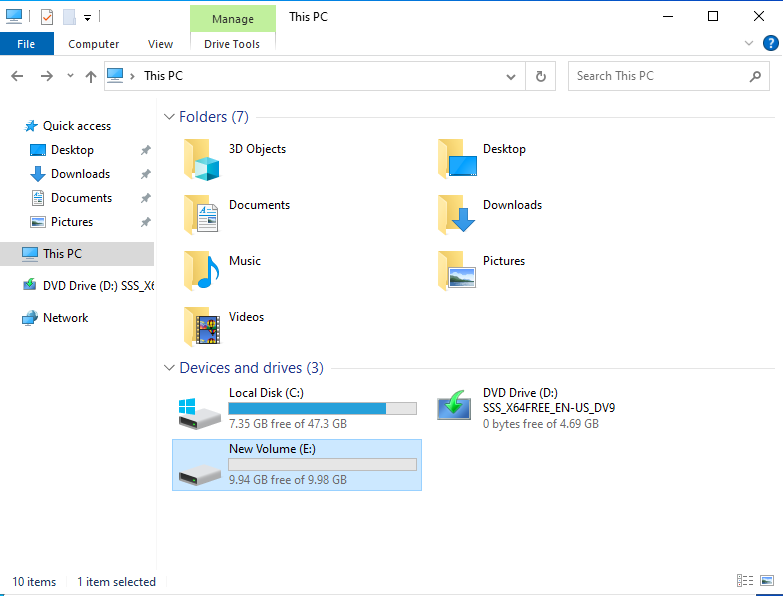 Manage
This PC
File
Computer
View
Drive Tools
This PC
Search This PC
Quick access
Desktop
Downloads
Documents
Pictures
This PC
DVD Drive (D:) SSS_X6
Network
Folders (7)
3D Objects
Desktop
Documents
Downloads
Music
Pictures
Videos
Devices and drives (3)
Local Disk (C:)
7.35 GB free of 47.3 GB
DVD Drive (D:)
SSS_X64FREE_EN-US_DV9
0 bytes free of 4.69 GB
New Volume (E:)
9.94 GB free of 9.98 GB
10 items
1 item selected